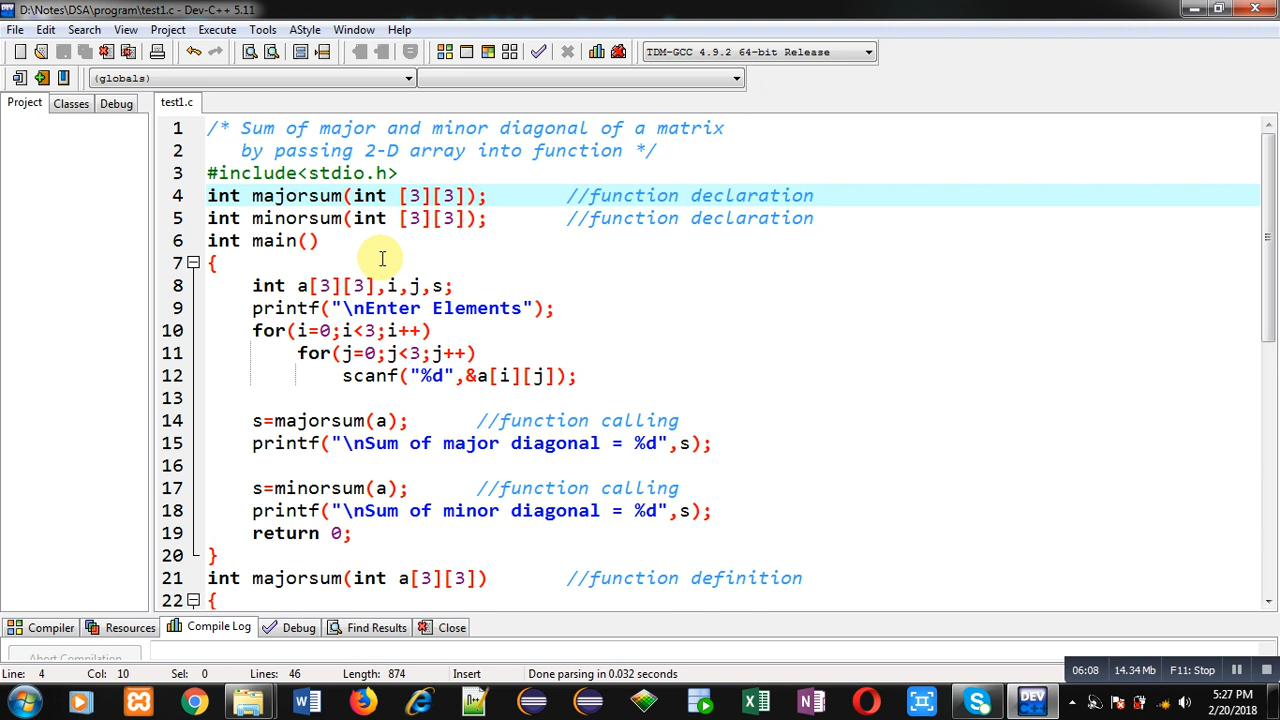 D:\Notes\DSA\program\test1.c - Dev-C++ 5.11
File Edit Search View Project Execute Tools AStyle Window Help
TDM-GCC 4.9.2 64-bit Release
(globals)
Project Classes Debug test1.c
1 /* Sum of major and minor diagonal of a matrix
2 by passing 2-D array into function */
3 #include<stdio.h>
4 int majorsum(int [3][3]); //function declaration
5 int minorsum(int [3][3]); //function declaration
6 int main()
7 {
8 int a[3][3],i,j,s;
9 printf("\nEnter Elements");
10 for(i=0;i<3;i++)
11 for(j=0;j<3;j++)
12 scanf("%d",&a[i][j]);
13
14 s=majorsum(a); //function calling
15 printf("\nSum of major diagonal = %d",s);
16
17 s=minorsum(a); //function calling
18 printf("\nSum of minor diagonal = %d",s);
19 return 0;
20 }
21 int majorsum(int a[3][3]) //function definition
22 {
Compiler Resources Compile Log Debug Find Results Close
Abort Compilation
Line: 4 Col: 10 Sel: 0 Lines: 46 Length: 874 Insert Done parsing in 0.032 seconds
06:08 14.34 Mb F11: Stop
5:27 PM
2/20/2018